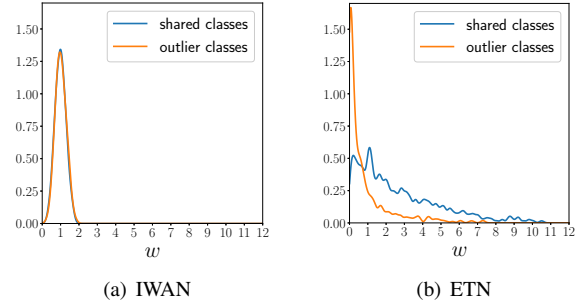 1.50
1.25
1.00
0.75
0.50
0.25
0.00
shared classes
outlier classes
0 1 2 3 4 5 6 7 8 9 10 11 12
w
(a) IWAN
1.50
1.25
1.00
0.75
0.50
0.25
0.00
shared classes
outlier classes
0 1 2 3 4 5 6 7 8 9 10 11 12
w
(b) ETN